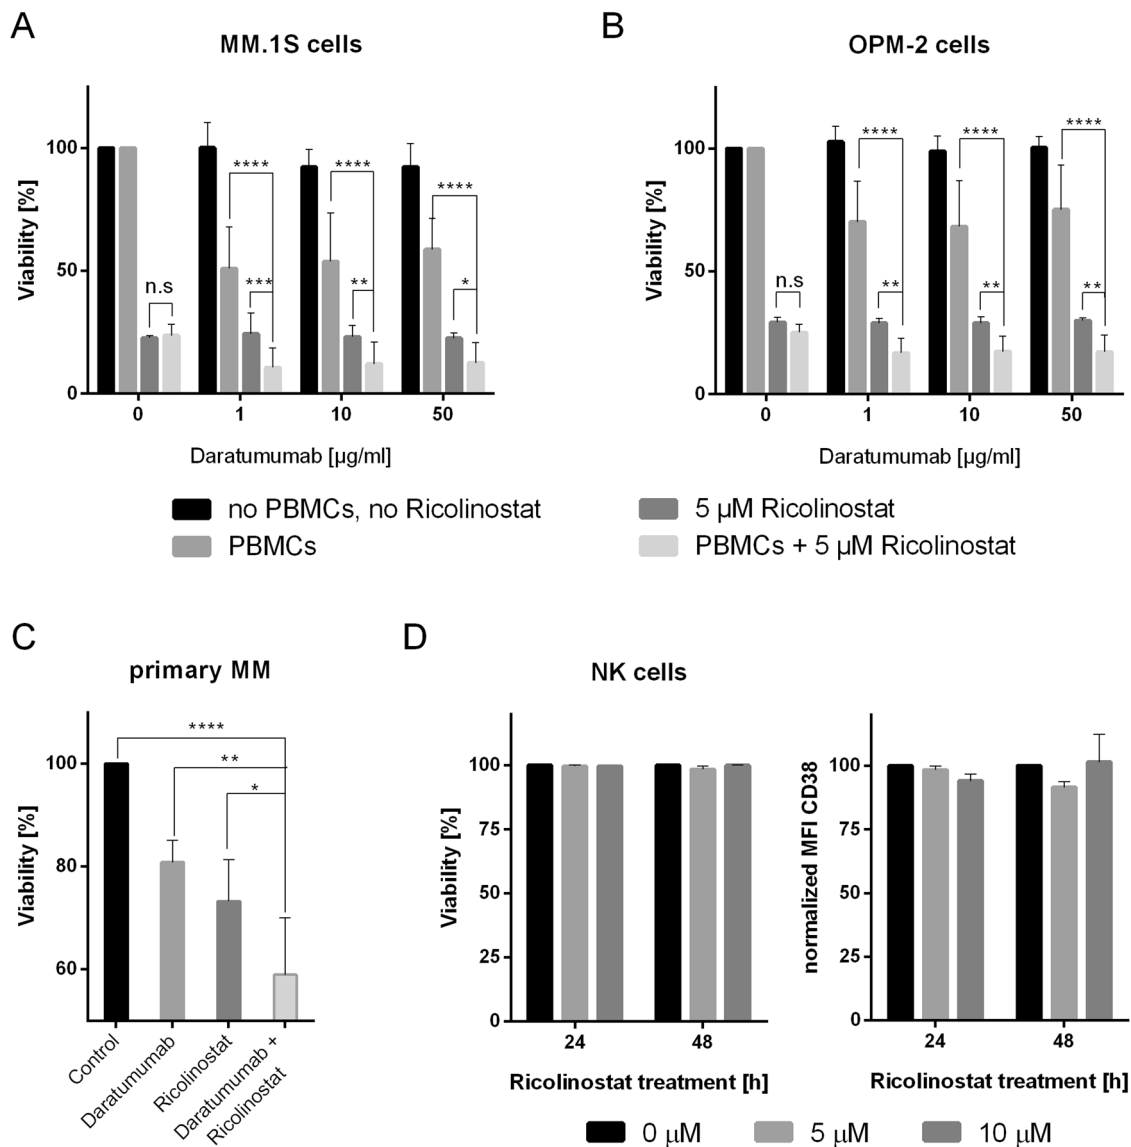 A
MM.1S cells
Viability [%]
100
50
0
n.s
****
***
****
**
****
*
0 1 10 50
Daratumumab [µg/ml]
B
OPM-2 cells
Viability [%]
100
50
0
n.s
****
**
****
**
****
**
0 1 10 50
Daratumumab [µg/ml]
no PBMCs, no Ricolinostat
PBMCs
5 µM Ricolinostat
PBMCs + 5 µM Ricolinostat
C
primary MM
Viability [%]
100
80
60
****
**
*
Control
Daratumumab
Ricolinostat
Daratumumab +
Ricolinostat
D
NK cells
Viability [%]
100
75
50
25
0
24 48
Ricolinostat treatment [h]
normalized MFI CD38
100
75
50
25
0
24 48
Ricolinostat treatment [h]
0 µM
5 µM
10 µM